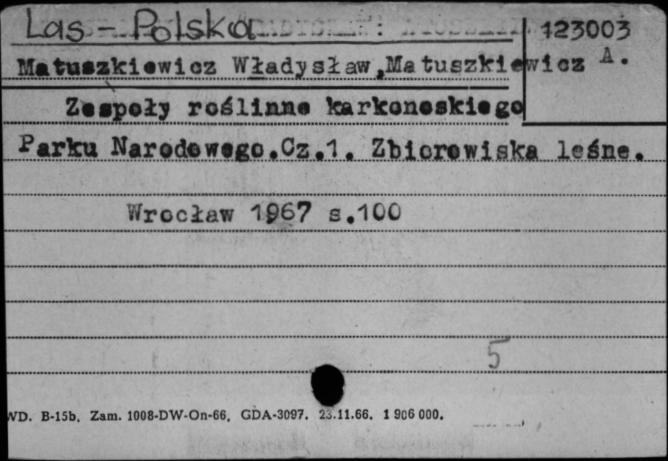 Las - Polska
123003
Matuszkiewicz Władysław,Matuszkiewicz A.
Zespoły roślinne karkonoskiego
Parku Narodowego.Cz.1. Zbiorowiska leśne.
Wrocław 1967 s.100
5
WD. B-15b. Zam. 1008-DW-On-66. GDA-3097. 23.11.66. 1 906 000.